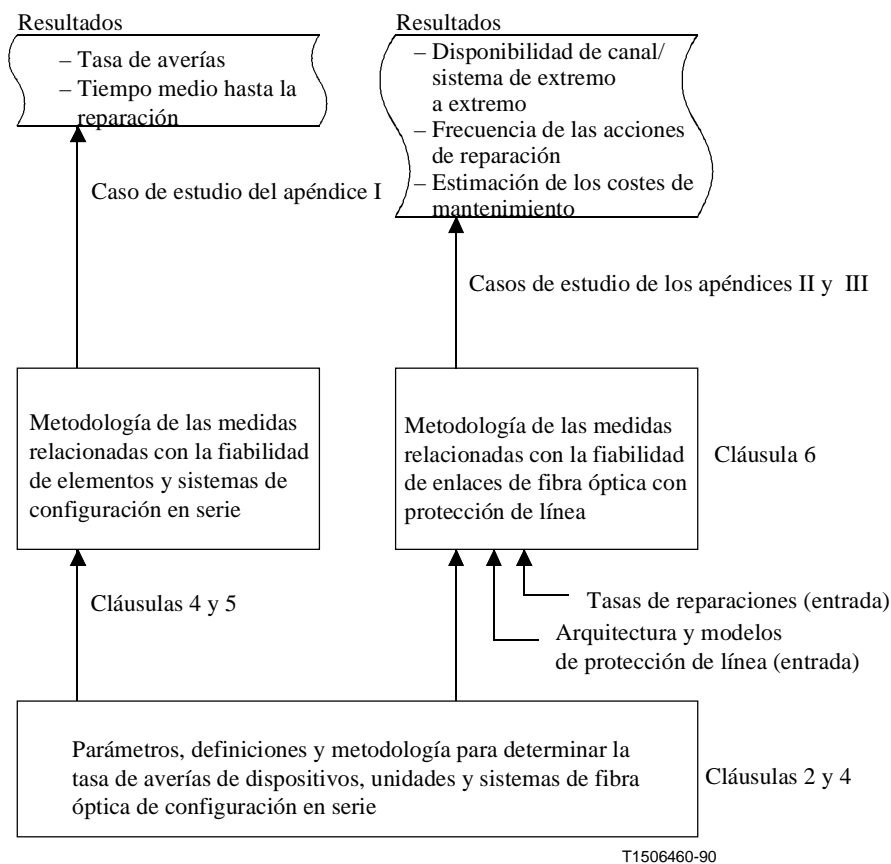 Resultados
– Tasa de averías
– Tiempo medio hasta la
reparación
Resultados
– Disponibilidad de canal/
sistema de extremo
a extremo
– Frecuencia de las acciones
de reparación
– Estimación de los costes de
mantenimiento
Caso de estudio del apéndice I
Casos de estudio de los apéndices II y III
Metodología de las medidas
relacionadas con la fiabilidad
de elementos y sistemas de
configuración en serie
Metodología de las medidas
relacionadas con la fiabilidad
de enlaces de fibra óptica con
protección de línea
Cláusula 6
Cláusulas 4 y 5
Tasas de reparaciones (entrada)
Arquitectura y modelos
de protección de línea (entrada)
Parámetros, definiciones y metodología para determinar la
tasa de averías de dispositivos, unidades y sistemas de fibra
óptica de configuración en serie
Cláusulas 2 y 4
T1506460-90